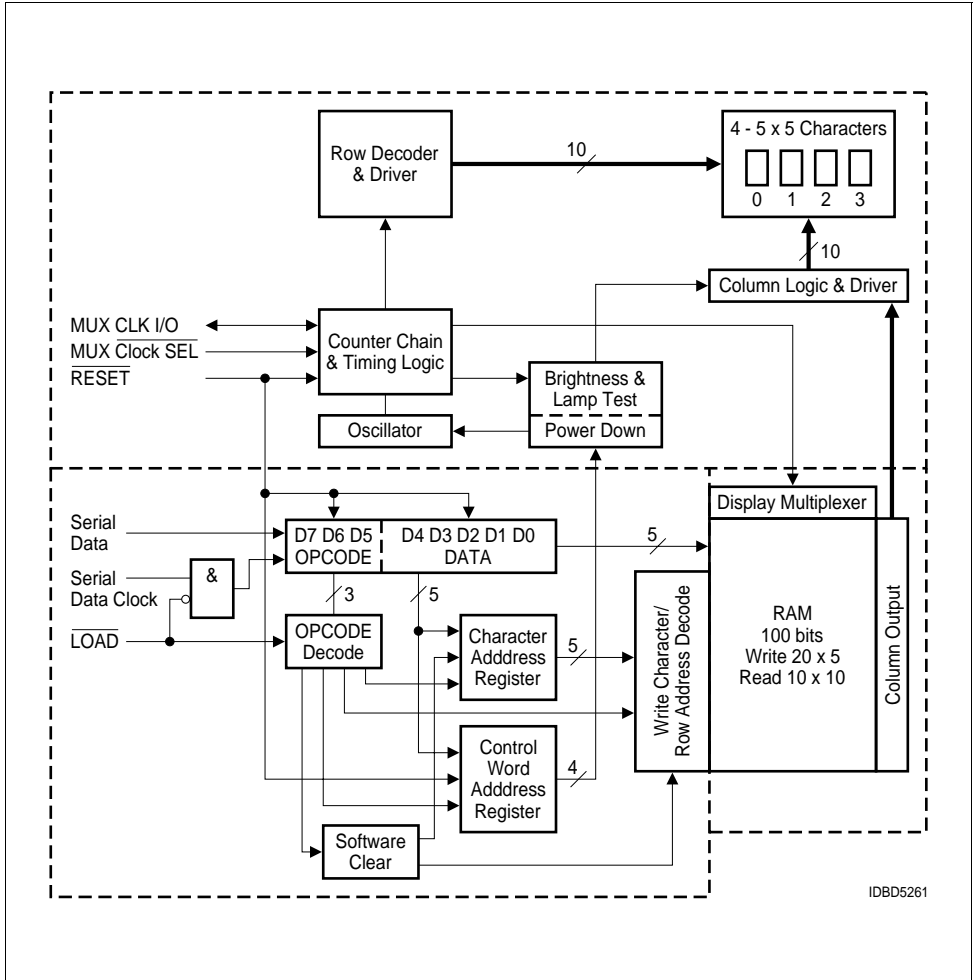 4 - 5 x 5 Characters
0 1 2 3
Row Decoder
& Driver
10
10
Column Logic & Driver
MUX CLK I/O
MUX Clock SEL
RESET
Counter Chain
& Timing Logic
Brightness &
Lamp Test
Power Down
Oscillator
Display Multiplexer
Serial
Data
D7 D6 D5
OPCODE
D4 D3 D2 D1 D0
DATA
5
Serial
Data Clock
&
3
5
LOAD
OPCODE
Decode
Character
Adddress
Register
5
Write Character/
Row Address Decode
RAM
100 bits
Write 20 x 5
Read 10 x 10
Column Output
Control
Word
Adddress
Register
4
Software
Clear
IDBD5261